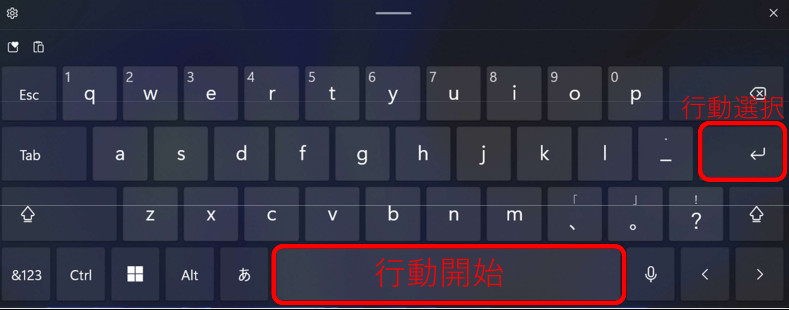 1 2 3 4 5 6 7 8 9 0
Esc q w e r t y u i o p
行動選択
Tab a s d f g h j k l _
「 」 !
z x c v b n m 、 。 ?
&123 Ctrl Alt あ 行動開始 < >